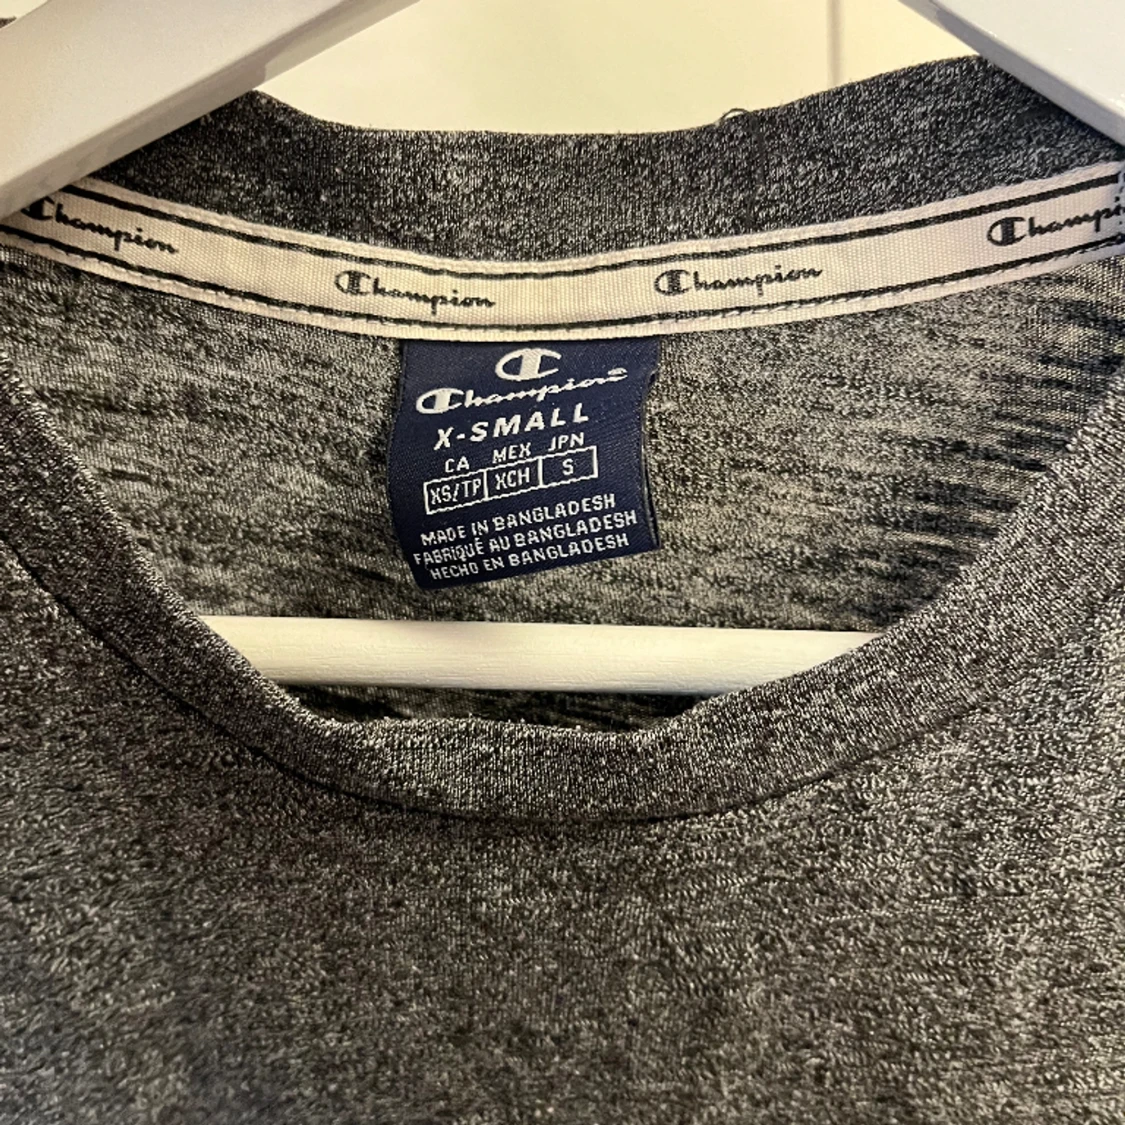 Champion Champion Champion Champi
Champion
X-SMALL
CA MEX JPN
XS/TP XCH S
MADE IN BANGLADESH
FABRIQUÉ AU BANGLADESH
HECHO EN BANGLADESH